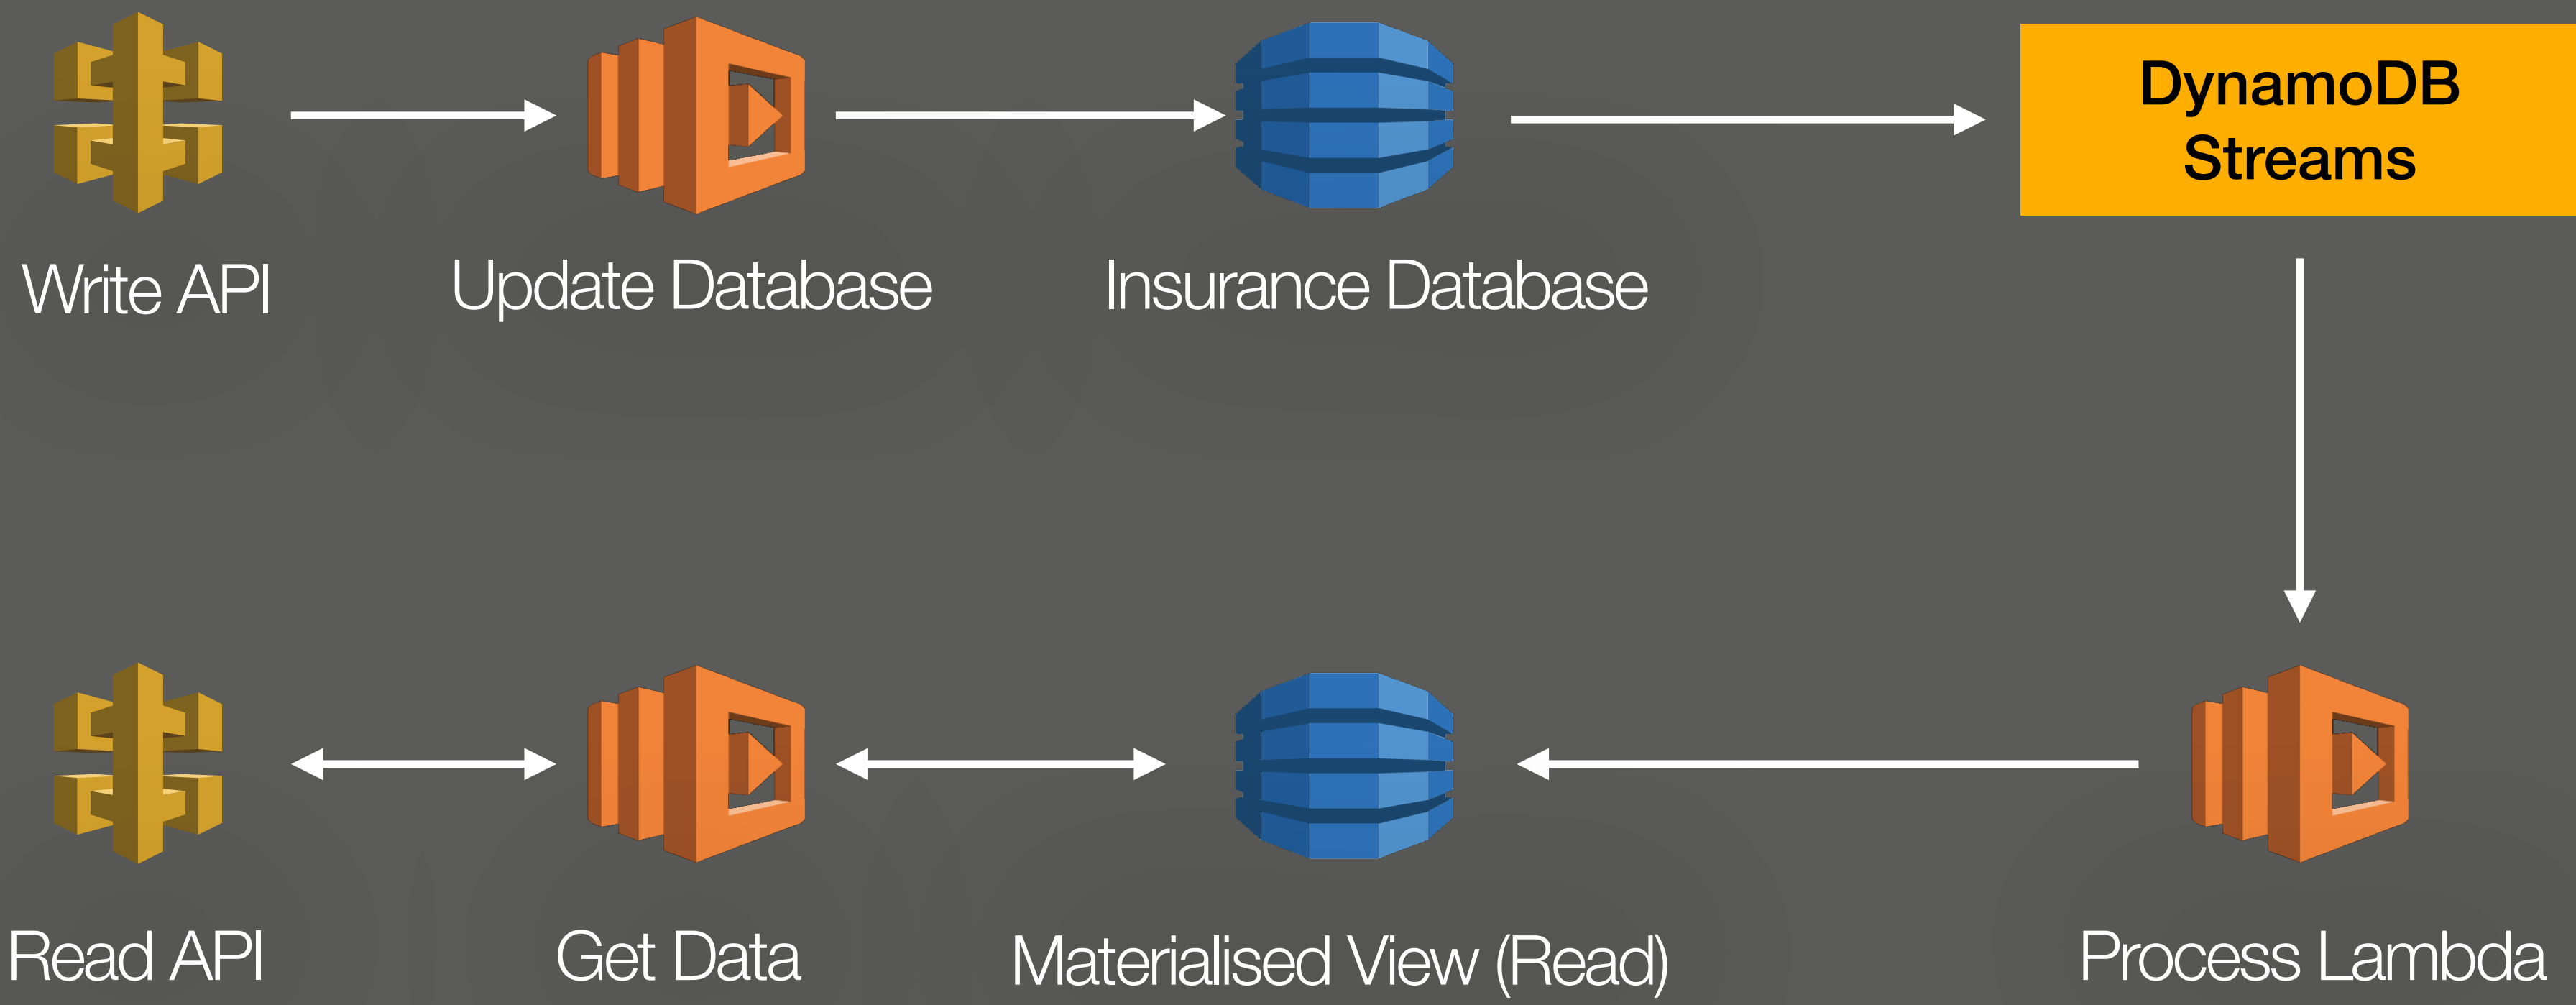 DynamoDB
Streams
Write API
Update Database
Insurance Database
Read API
Get Data
Materialised View (Read)
Process Lambda